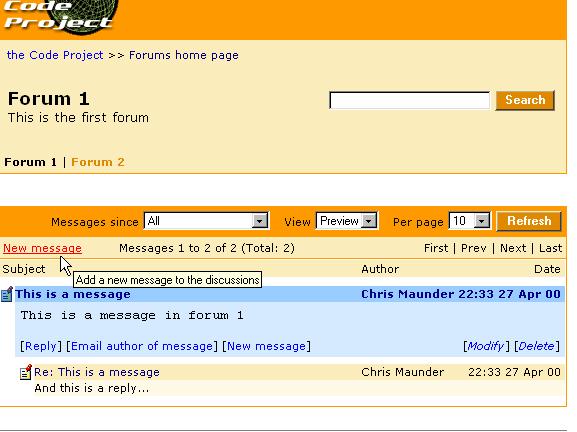 Code
Project
the Code Project >> Forums home page
Forum 1
Search
This is the first forum
Forum 1 | Forum 2
Messages since All View Preview Per page 10 Refresh
New message Messages 1 to 2 of 2 (Total: 2) First | Prev | Next | Last
Subject Author Date
Add a new message to the discussions
This is a message Chris Maunder 22:33 27 Apr 00
This is a message in forum 1
[Reply] [Email author of message] [New message] [Modify] [Delete]
Re: This is a message Chris Maunder 22:33 27 Apr 00
And this is a reply...